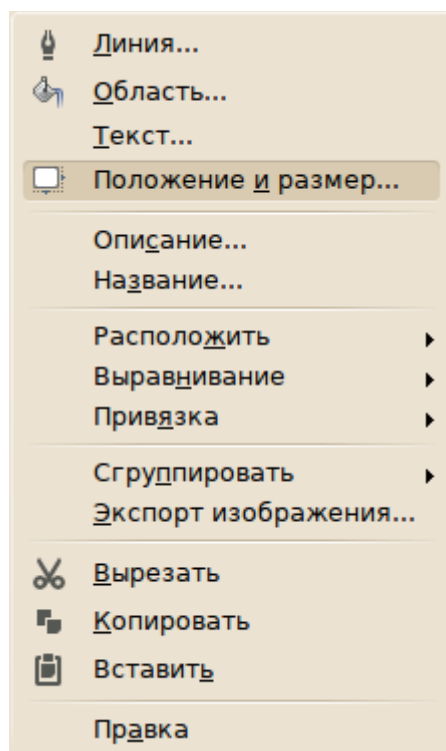 Линия...
Область...
Текст...
Положение и размер...
Описание...
Название...
Расположить
Выравнивание
Привязка
Сгруппировать
Экспорт изображения...
Вырезать
Копировать
Вставить
Правка